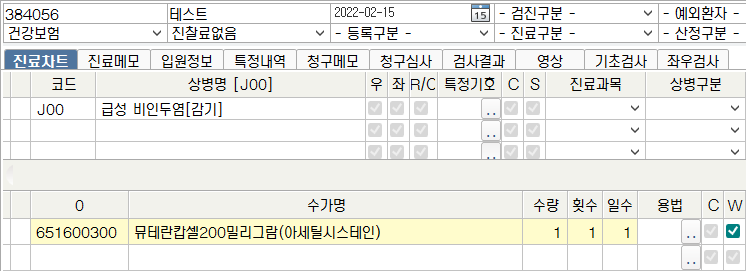 384056 테스트 2022-02-15 15 - 검진구분 - - 예외환자 -
건강보험 진찰료없음 - 등록구분 - - 진료구분 - - 산정구분 -
진료차트 진료메모 입원정보 특정내역 청구메모 청구심사 검사결과 영상 기초검사 좌우검사
코드 상병명 [J00] 우 좌 R/C 특정기호 C S 진료과목 상병구분
J00 급성 비인두염[감기] ..
..
..
0 수가명 수량 횟수 일수 용법 C W
651600300 뮤테란캅셀200밀리그람(아세틸시스테인) 1 1 1 ..
..